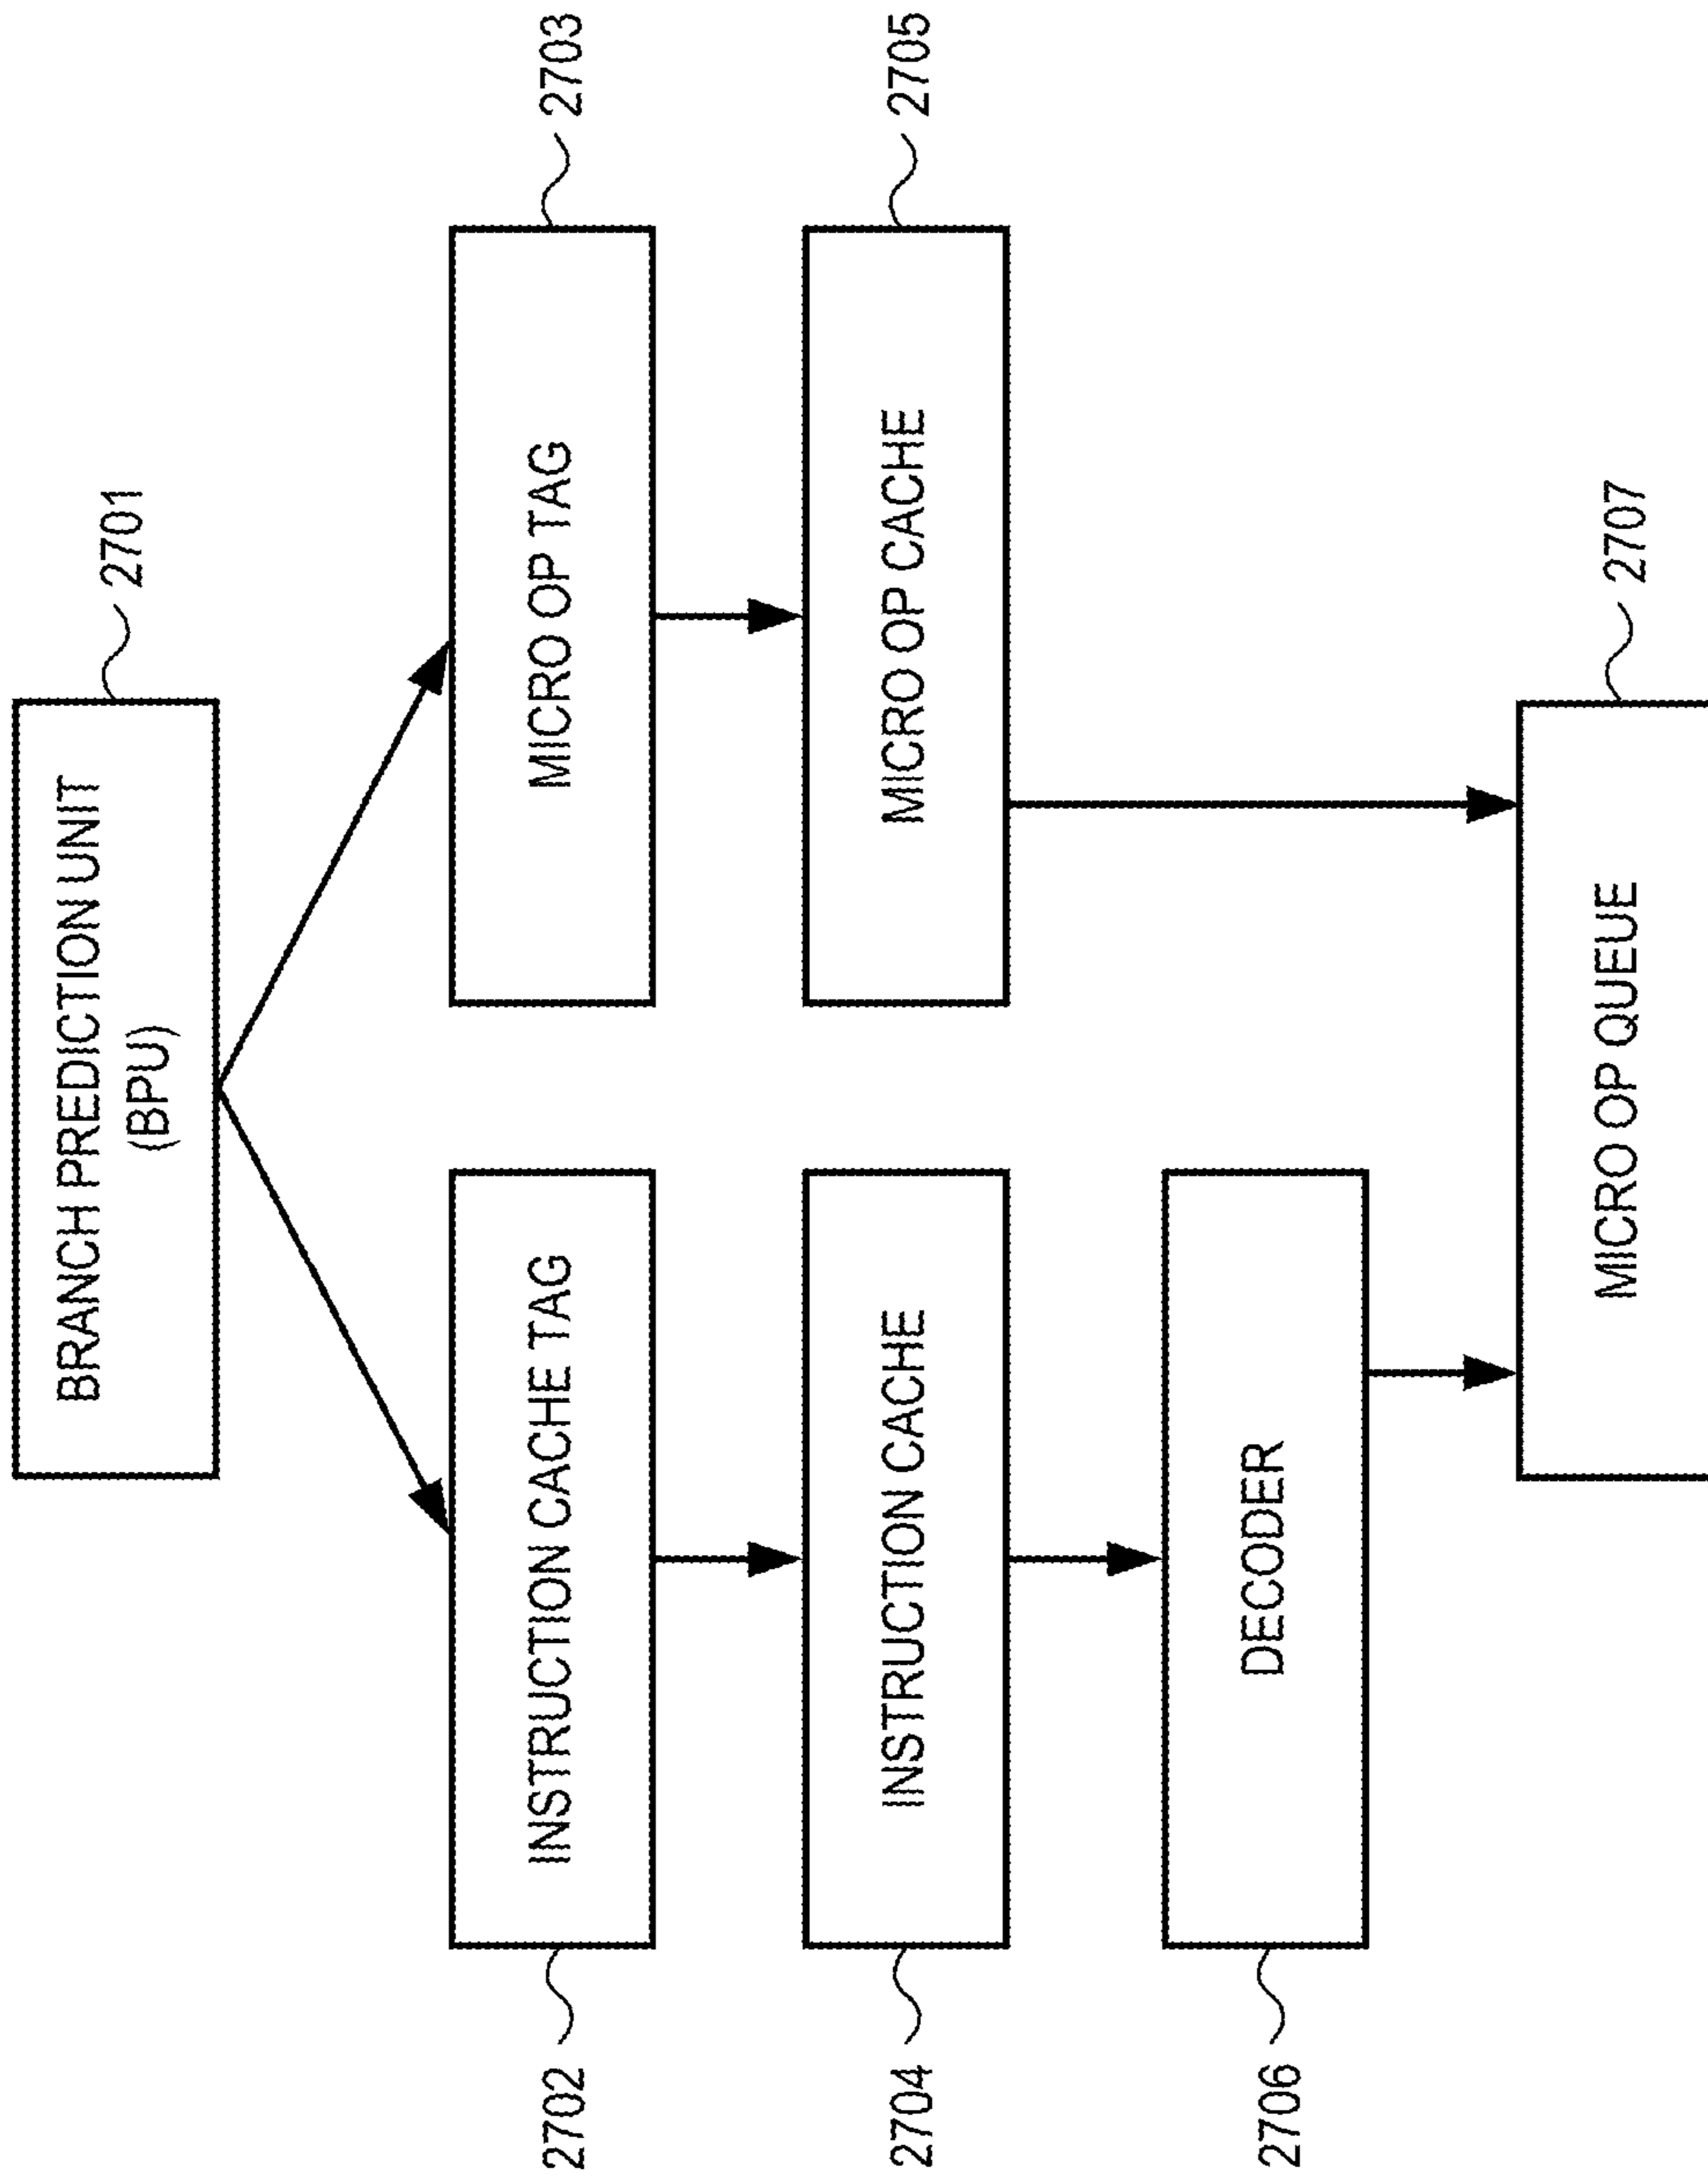 BRANCH PREDICTION UNIT
(BPU)
2701
INSTRUCTION CACHE TAG
2702
MICRO OP TAG
2703
INSTRUCTION CACHE
2704
MICRO OP CACHE
2705
DECODER
2706
MICRO OP QUEUE
2707